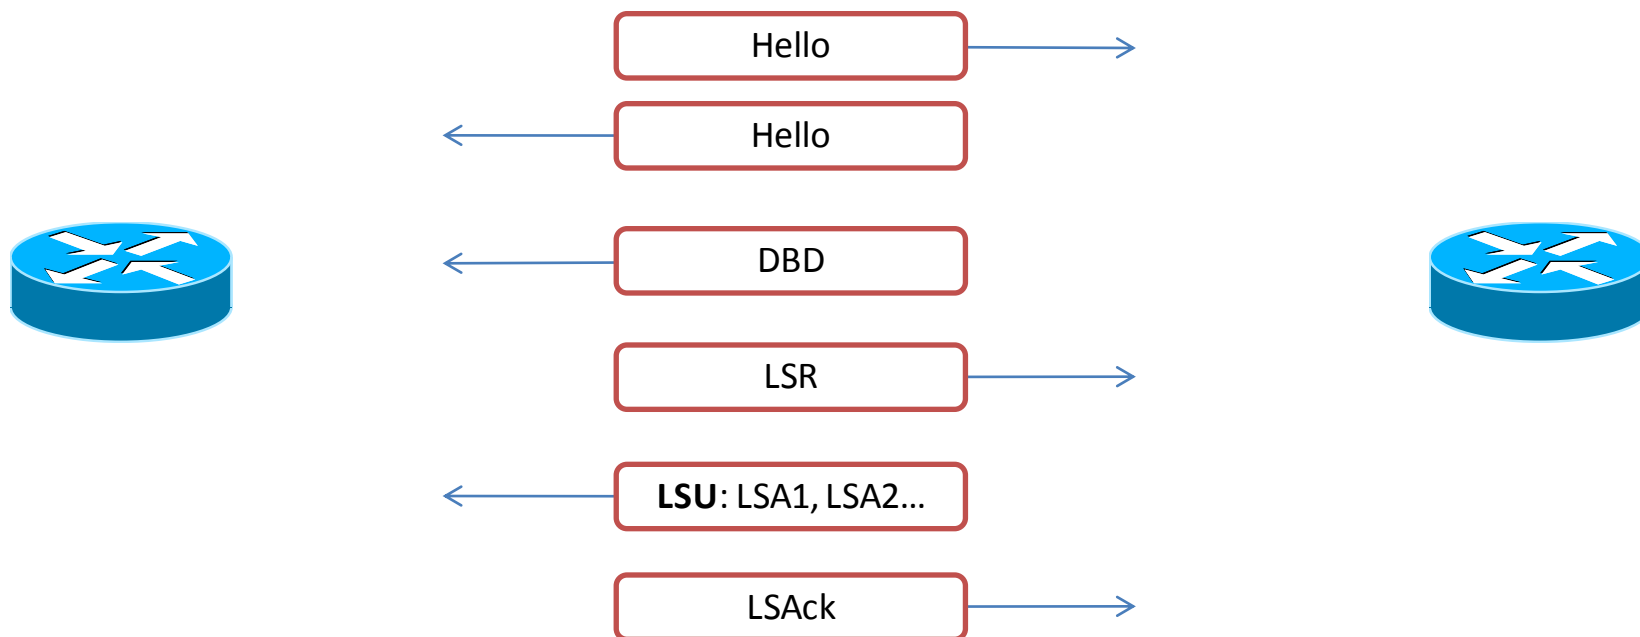 Hello
Hello
DBD
LSR
LSU: LSA1, LSA2...
LSAck